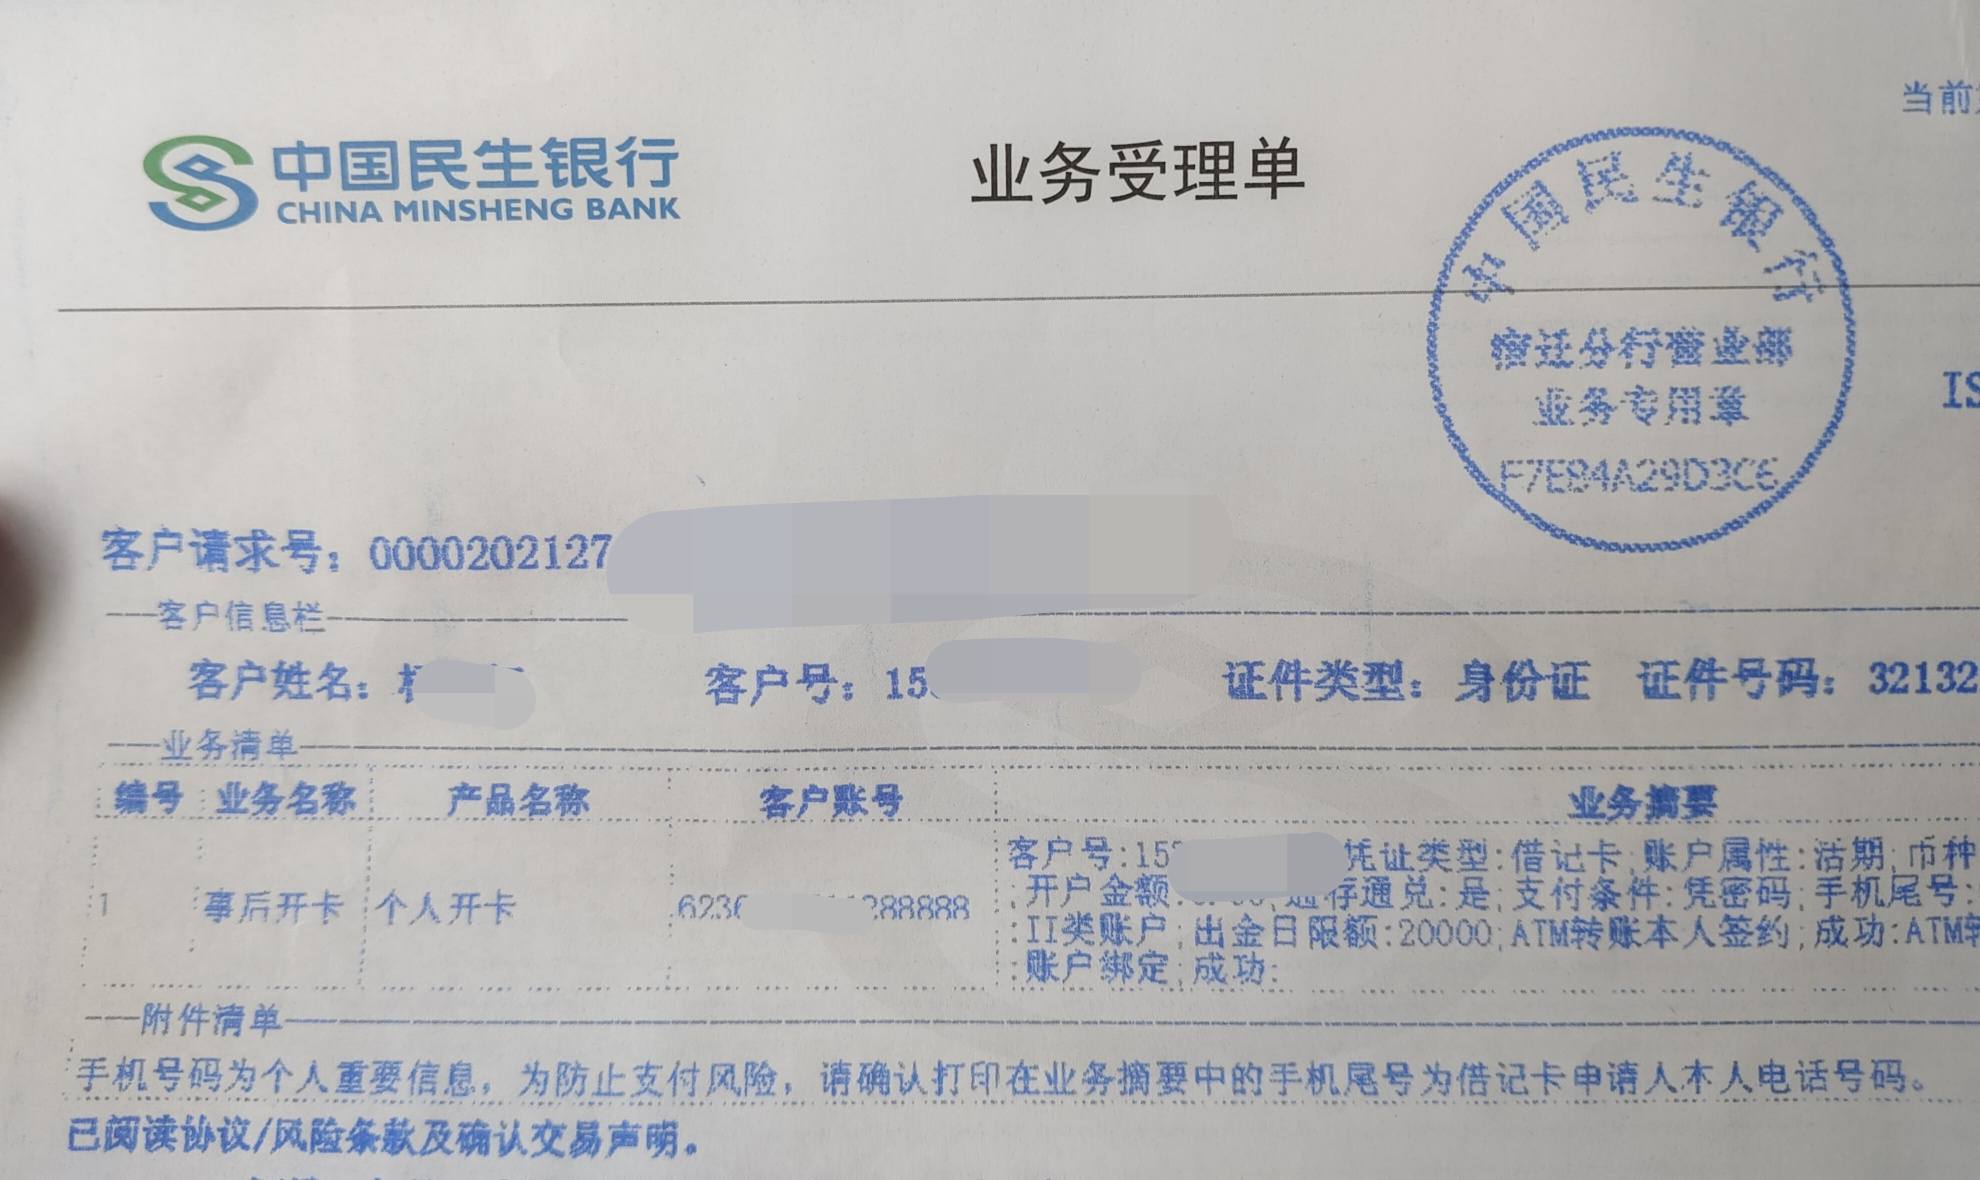 当前
中国民生银行
CHINA MINSHENG BANK
业务受理单
中国民生银行
宿迁分行营业部
业务专用章
F7E84A29D3C6
IS
客户请求号：0000202127
客户信息栏
客户姓名： 客户号：15 证件类型：身份证 证件号码：32132
业务清单
编号 业务名称 产品名称 客户账号 业务摘要
1 事后开卡 个人开卡 623 288888
客户号:15 凭证类型:借记卡 账户属性:活期;币种
开户金额: 通存通兑:是;支付条件:凭密码;手机尾号:
II类账户;出金日限额:20000;ATM转账本人签约;成功:ATM转
账户绑定;成功:
附件清单
手机号码为个人重要信息，为防止支付风险，请确认打印在业务摘要中的手机尾号为借记卡申请人本人电话号码。
已阅读协议/风险条款及确认交易声明。